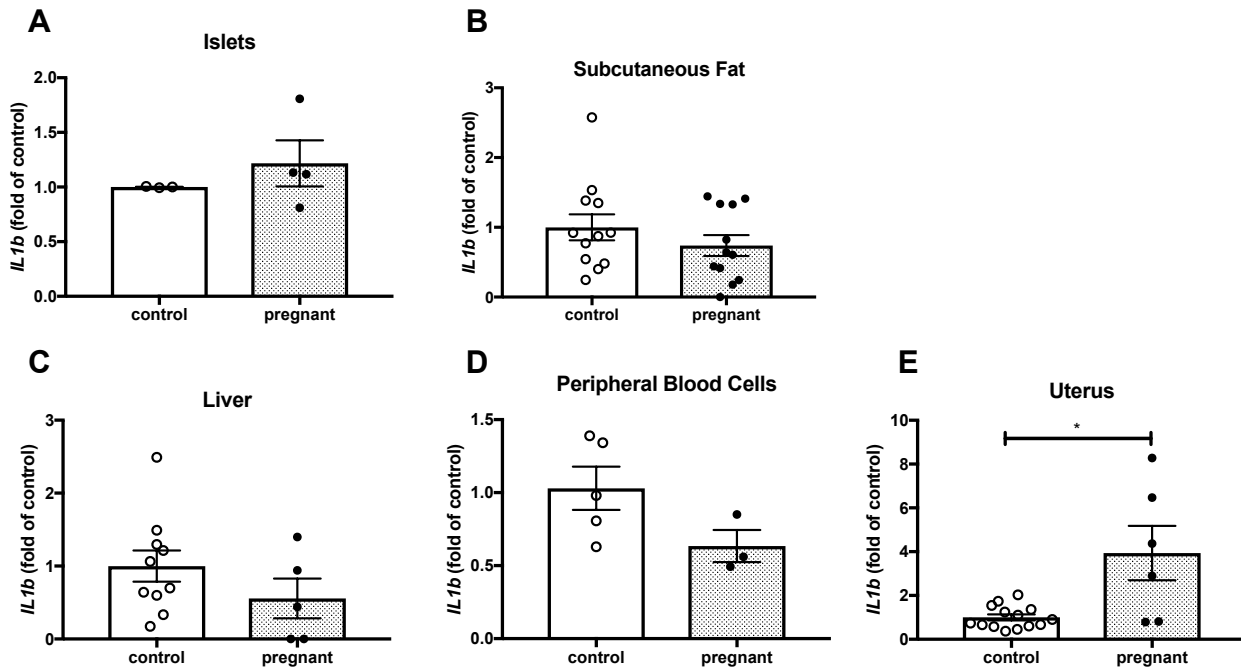 A
Islets
IL1b (fold of control)
2.0
1.5
1.0
0.5
0.0
control
pregnant
B
Subcutaneous Fat
IL1b (fold of control)
3
2
1
0
control
pregnant
C
Liver
IL1b (fold of control)
3
2
1
0
control
pregnant
D
Peripheral Blood Cells
IL1b (fold of control)
1.5
1.0
0.5
0.0
control
pregnant
E
Uterus
IL1b (fold of control)
10
8
6
4
2
0
*
control
pregnant